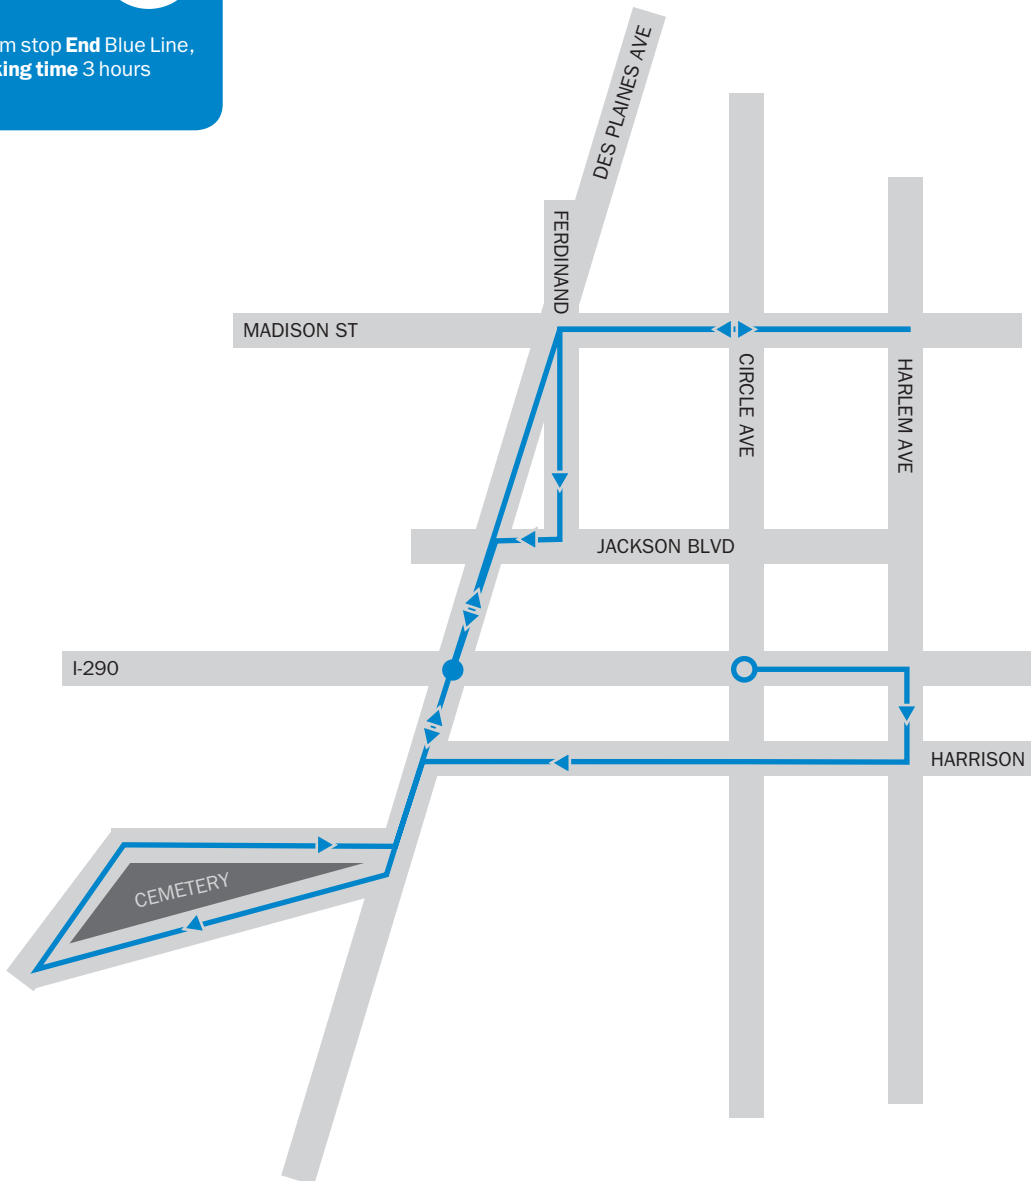 stop End Blue Line,
time 3 hours
DES PLAINES AVE
FERDINAND
MADISON ST
CIRCLE AVE
HARLEM AVE
JACKSON BLVD
I-290
HARRISON
CEMETERY